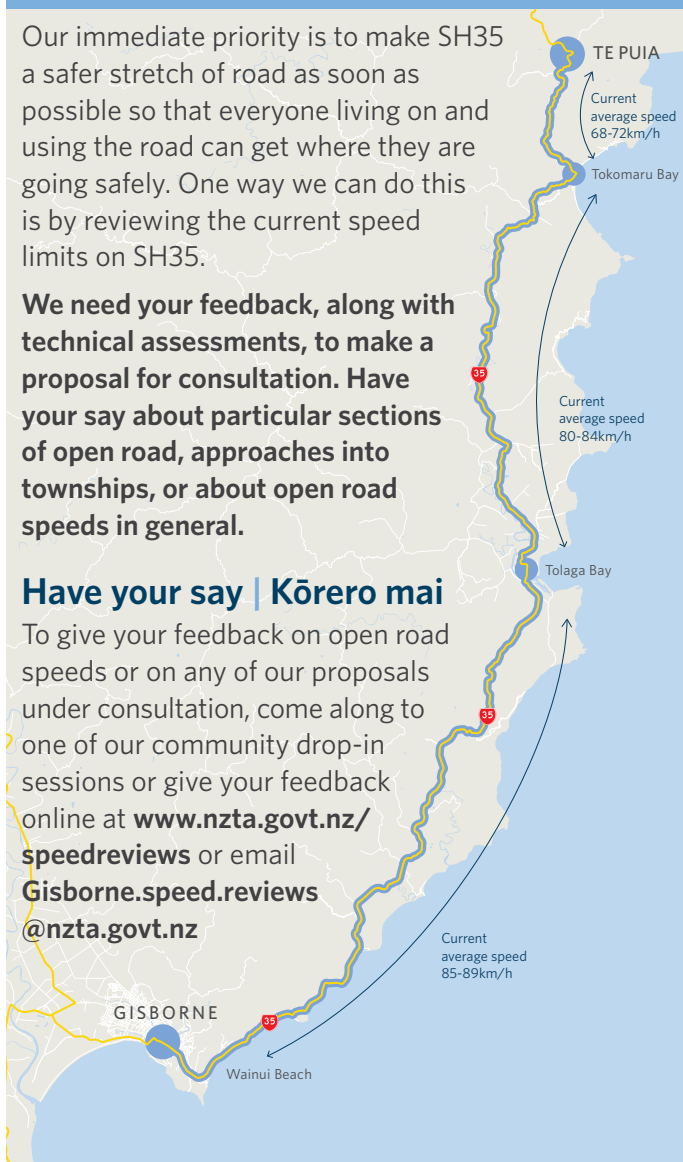 Our immediate priority is to make SH35
a safer stretch of road as soon as
possible so that everyone living on and
using the road can get where they are
going safely. One way we can do this
is by reviewing the current speed
limits on SH35.
We need your feedback, along with
technical assessments, to make a
proposal for consultation. Have
your say about particular sections
of open road, approaches into
townships, or about open road
speeds in general.
Have your say | Kōrero mai
To give your feedback on open road
speeds or on any of our proposals
under consultation, come along to
one of our community drop-in
sessions or give your feedback
online at www.nzta.govt.nz/
speedreviews or email
Gisborne.speed.reviews
@nzta.govt.nz
TE PUIA
Current
average speed
68-72km/h
Tokomaru Bay
35
Current
average speed
80-84km/h
Tolaga Bay
35
Current
average speed
85-89km/h
GISBORNE
35
Wainui Beach